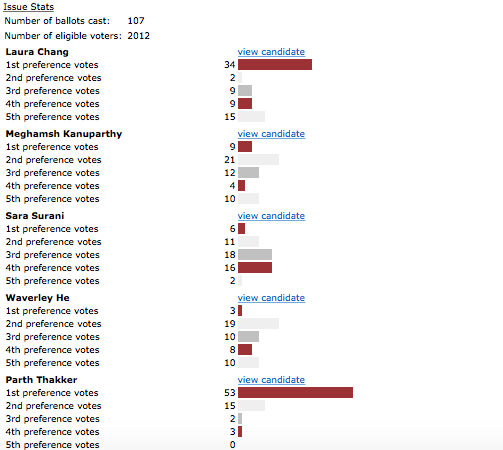 Issue Stats
Number of ballots cast: 107
Number of eligible voters: 2012
Laura Chang view candidate
1st preference votes 34
2nd preference votes 2
3rd preference votes 9
4th preference votes 9
5th preference votes 15
Meghamsh Kanuparthy view candidate
1st preference votes 9
2nd preference votes 21
3rd preference votes 12
4th preference votes 4
5th preference votes 10
Sara Surani view candidate
1st preference votes 6
2nd preference votes 11
3rd preference votes 18
4th preference votes 16
5th preference votes 2
Waverley He view candidate
1st preference votes 3
2nd preference votes 19
3rd preference votes 10
4th preference votes 8
5th preference votes 10
Parth Thakker view candidate
1st preference votes 53
2nd preference votes 15
3rd preference votes 2
4th preference votes 3
5th preference votes 0